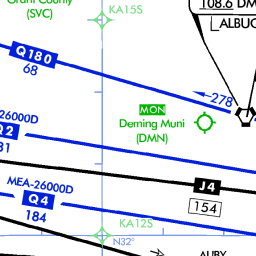 Grant County
(SVC)
KA15S
108.6 DM
ALBUQ
Q180
68
278
MON
Deming Muni
(DMN)
26000D
Q2
31
J4
154
MEA-26000D
Q4
184
KA12S
N32°
AUBY